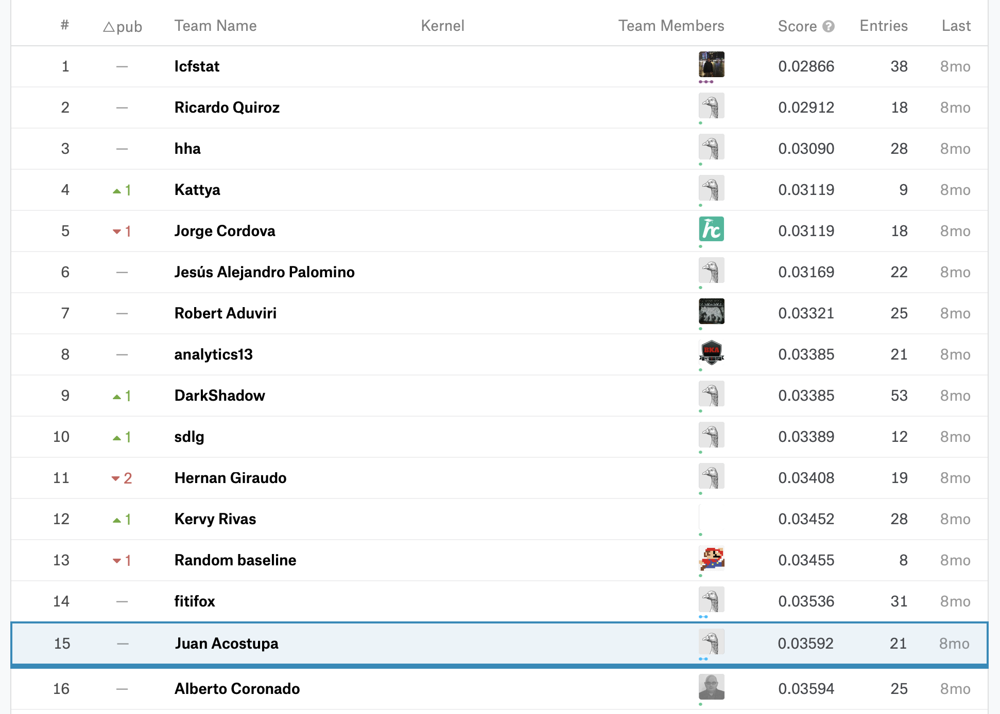 # △pub Team Name Kernel Team Members Score ? Entries Last
1 — Icfstat 0.02866 38 8mo
2 — Ricardo Quiroz 0.02912 18 8mo
3 — hha 0.03090 28 8mo
4 ▲1 Kattya 0.03119 9 8mo
5 ▼1 Jorge Cordova hc 0.03119 18 8mo
6 — Jesús Alejandro Palomino 0.03169 22 8mo
7 — Robert Aduviri 0.03321 25 8mo
8 — analytics13 BKA 0.03385 21 8mo
9 ▲1 DarkShadow 0.03385 53 8mo
10 ▲1 sdlg 0.03389 12 8mo
11 ▼2 Hernan Giraudo 0.03408 19 8mo
12 ▲1 Kervy Rivas 0.03452 28 8mo
13 ▼1 Random baseline 0.03455 8 8mo
14 — fitifox 0.03536 31 8mo
15 — Juan Acostupa 0.03592 21 8mo
16 — Alberto Coronado 0.03594 25 8mo